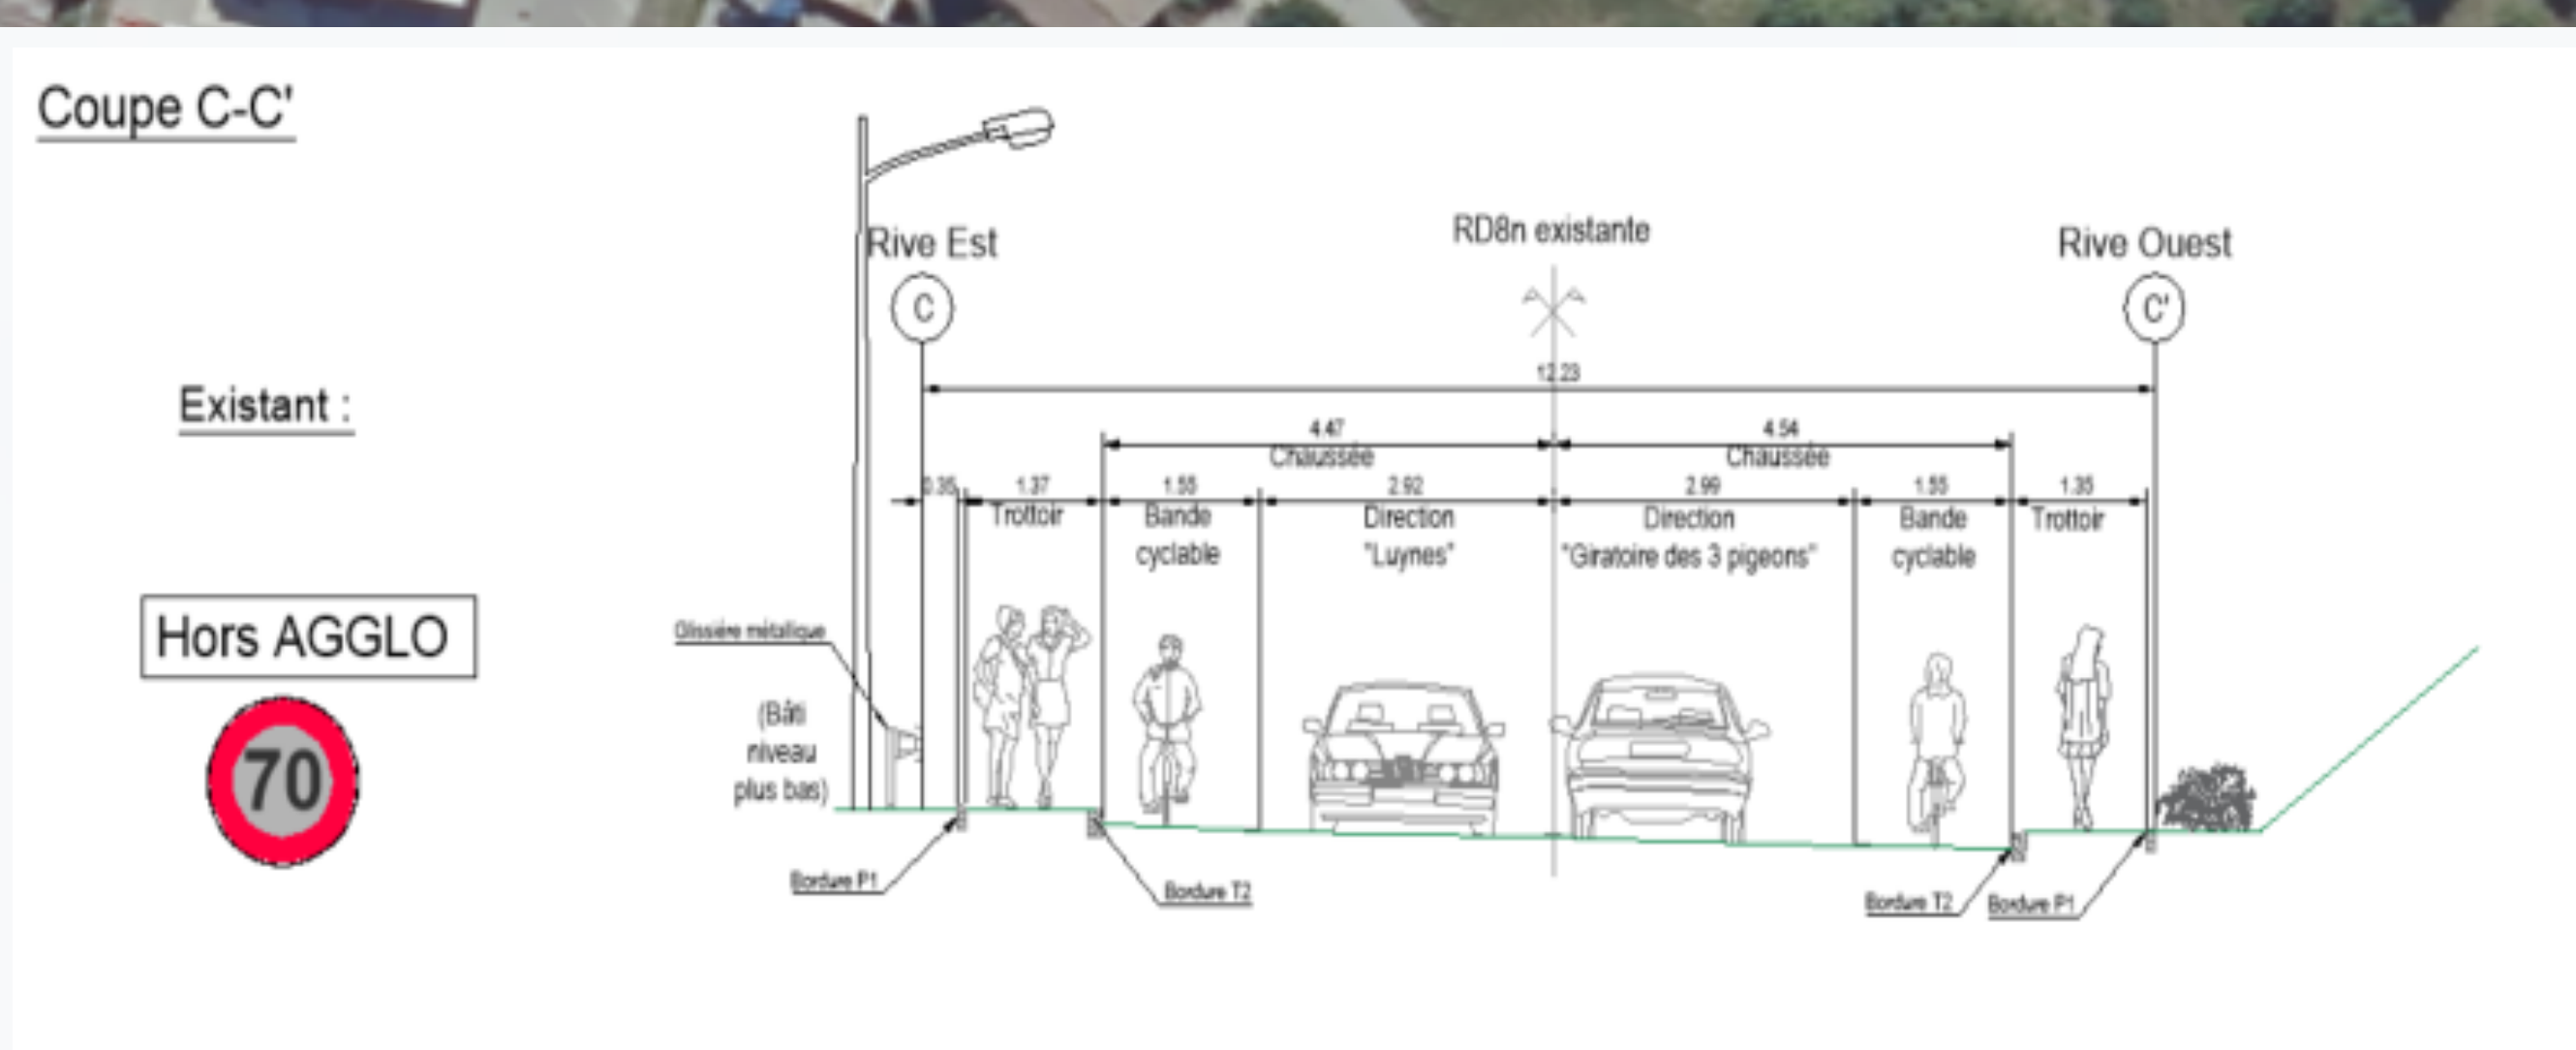 Coupe C-C'
Rive Est
RD8n existante
Rive Ouest
C
C'
12.23
Existant :
4.47
4.54
Chaussée
Chaussée
0.35
1.37
1.55
2.92
2.99
1.55
1.35
Trottoir
Bande
cyclable
Direction
"Luynes"
Direction
"Giratoire des 3 pigeons"
Bande
cyclable
Trottoir
Hors AGGLO
70
Glissière métallique
(Bâti
niveau
plus bas)
Bordure P1
Bordure T2
Bordure T2
Bordure P1